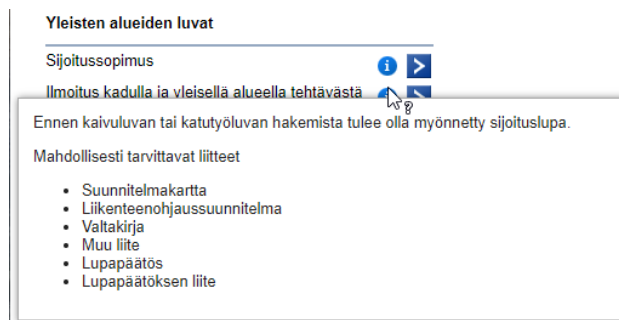 Yleisten alueiden luvat
Sijoitussopimus
Ilmoitus kadulla ja yleisellä alueella tehtävästä
Ennen kaivuluvan tai katutyöluvan hakemista tulee olla myönnetty sijoituslupa.
Mahdollisesti tarvittavat liitteet
• Suunnitelmakartta
• Liikenteenohjaussuunnitelma
• Valtakirja
• Muu liite
• Lupapäätös
• Lupapäätöksen liite